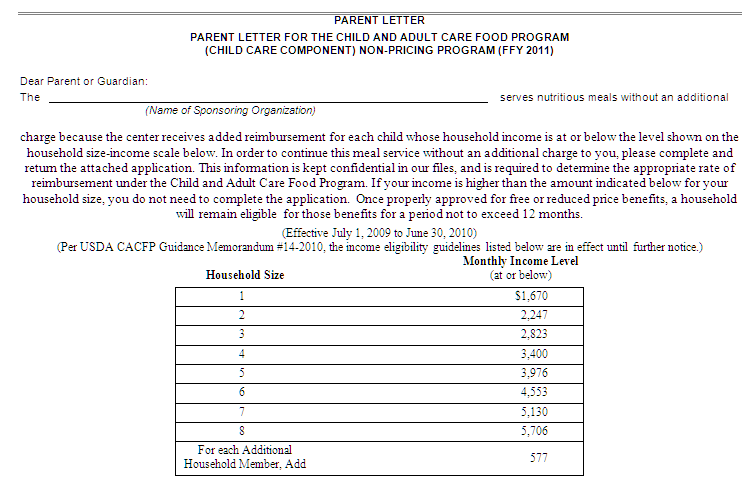 PARENT LETTER
PARENT LETTER FOR THE CHILD AND ADULT CARE FOOD PROGRAM
(CHILD CARE COMPONENT) NON-PRICING PROGRAM (FFY 2011)
Dear Parent or Guardian:
The ________________ serves nutritious meals without an additional
(Name of Sponsoring Organization)
charge because the center receives added reimbursement for each child whose household income is at or below the level shown on the
household size-income scale below. In order to continue this meal service without an additional charge to you, please complete and
return the attached application. This information is kept confidential in our files, and is required to determine the appropriate rate of
reimbursement under the Child and Adult Care Food Program. If your income is higher than the amount indicated below for your
household size, you do not need to complete the application. Once properly approved for free or reduced price benefits, a household
will remain eligible for those benefits for a period not to exceed 12 months.
(Effective July 1, 2009 to June 30, 2010)
(Per USDA CACFP Guidance Memorandum #14-2010, the income eligibility guidelines listed below are in effect until further notice.)
Monthly Income Level
Household Size (at or below)
1 $1,670
2 2,247
3 2,823
4 3,400
5 3,976
6 4,553
7 5,130
8 5,706
For each Additional
Household Member, Add 577